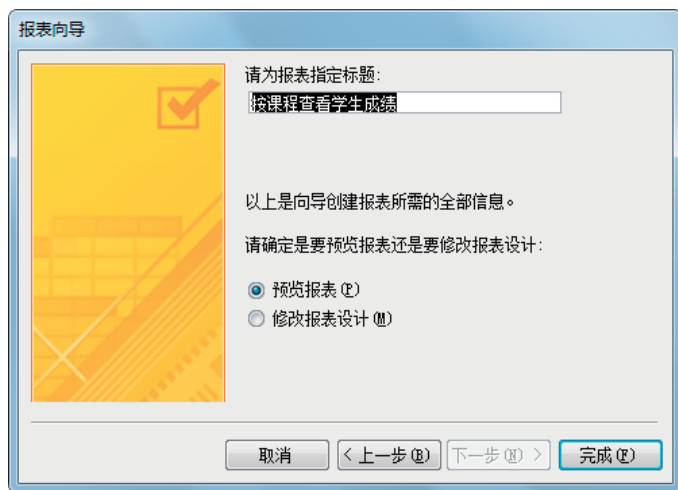 报表向导
请为报表指定标题:
按课程查看学生成绩
以上是向导创建报表所需的全部信息。
请确定是要预览报表还是要修改报表设计:
预览报表(P)
修改报表设计(M)
取消 < 上一步(B) 下一步(N) > 完成(F)